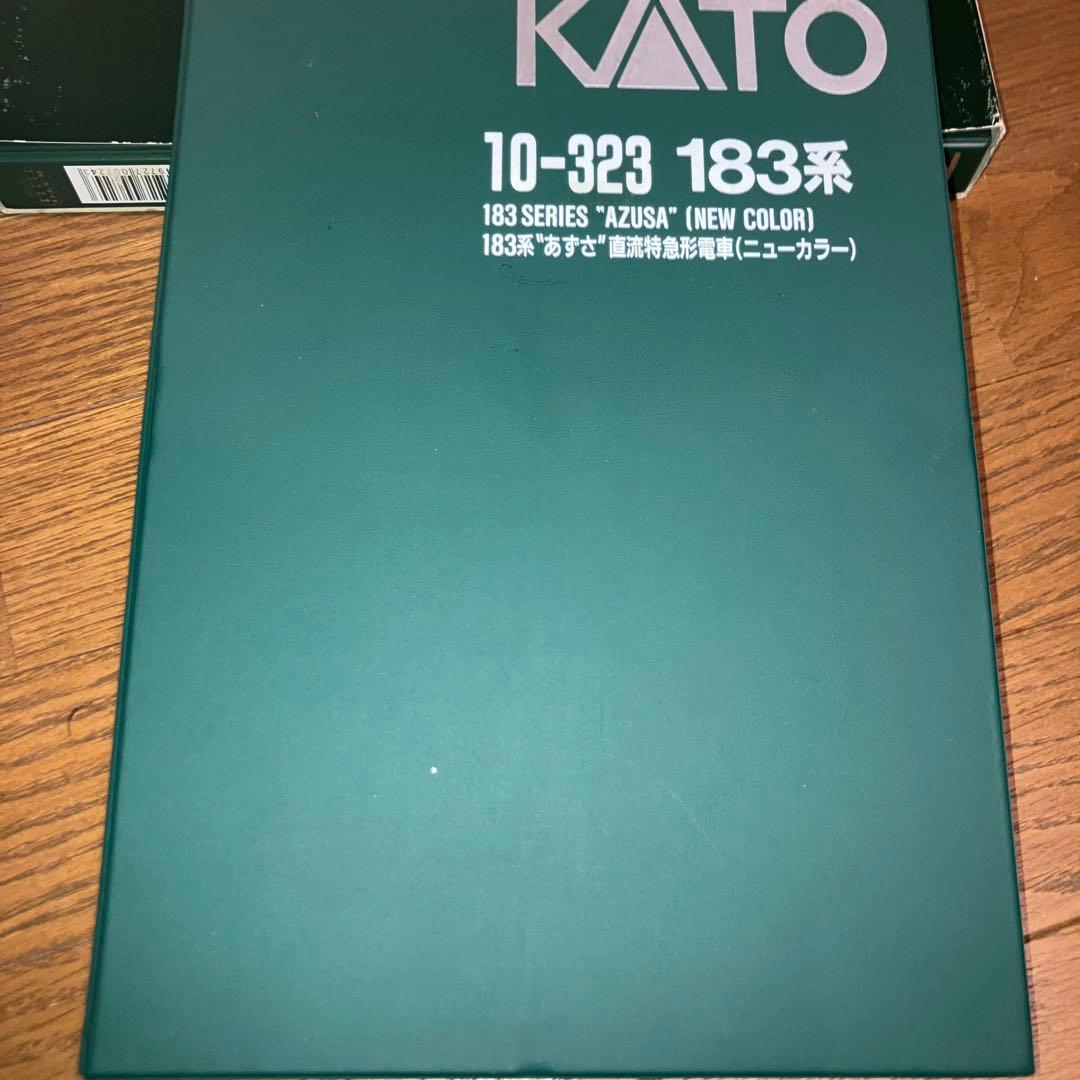 KATO
10-323 183系
183 SERIES "AZUSA" (NEW COLOR)
183系"あずさ"直流特急形電車(ニューカラー)